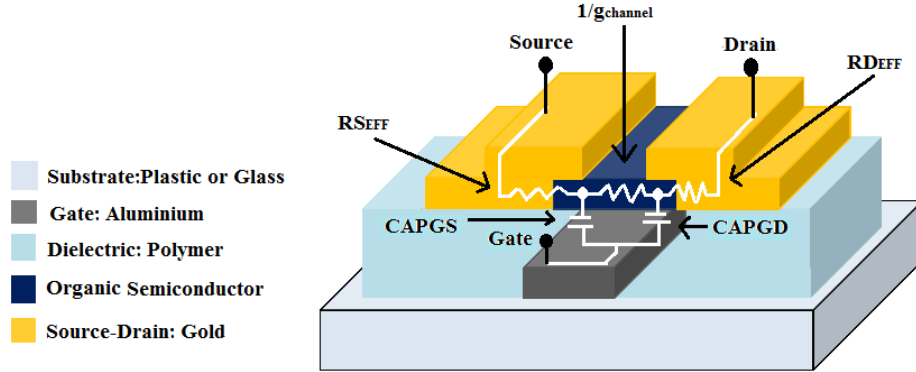 1/gchannel
Source
Drain
RDEFF
RSEFF
Substrate:Plastic or Glass
Gate: Aluminium
CAPGS
Gate
CAPGD
Dielectric: Polymer
Organic Semiconductor
Source-Drain: Gold